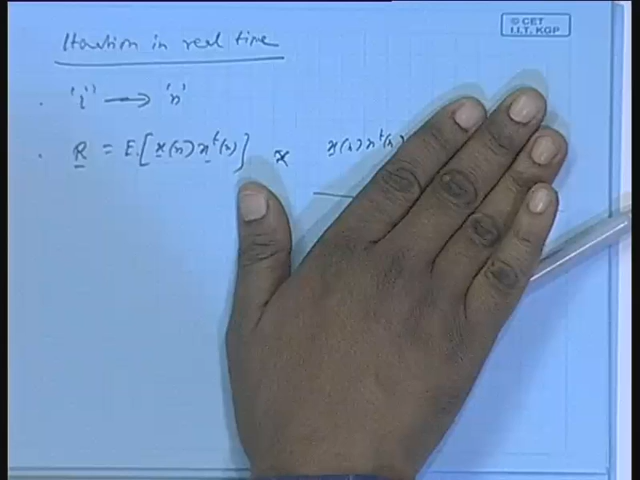 © CET
I.I.T. KGP
Iteration in real time
. 'i' → 'n'
. R = E.[x(n) x^t(n)] ≈ x(n) x^t(n)